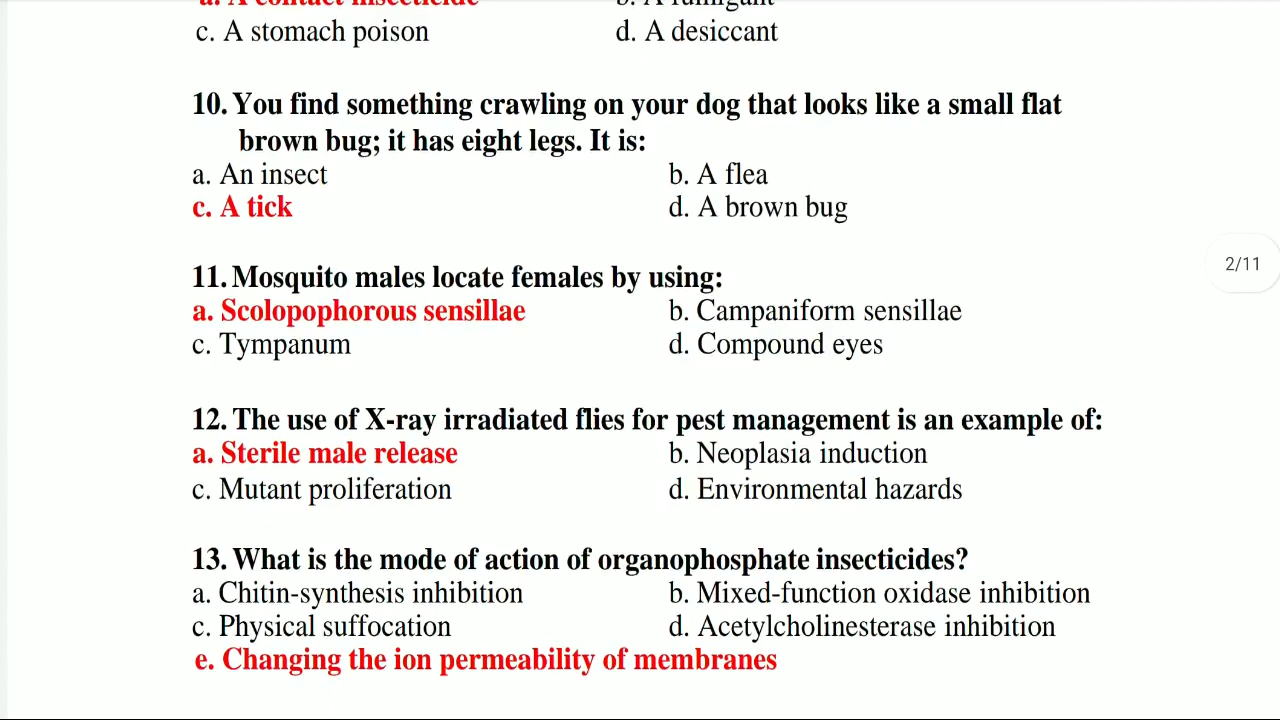 a. A contact insecticide b. A fumigant
c. A stomach poison d. A desiccant
10. You find something crawling on your dog that looks like a small flat
brown bug; it has eight legs. It is:
a. An insect b. A flea
c. A tick d. A brown bug
11. Mosquito males locate females by using:
a. Scolopophorous sensillae b. Campaniform sensillae
c. Tympanum d. Compound eyes
2/11
12. The use of X-ray irradiated flies for pest management is an example of:
a. Sterile male release b. Neoplasia induction
c. Mutant proliferation d. Environmental hazards
13. What is the mode of action of organophosphate insecticides?
a. Chitin-synthesis inhibition b. Mixed-function oxidase inhibition
c. Physical suffocation d. Acetylcholinesterase inhibition
e. Changing the ion permeability of membranes